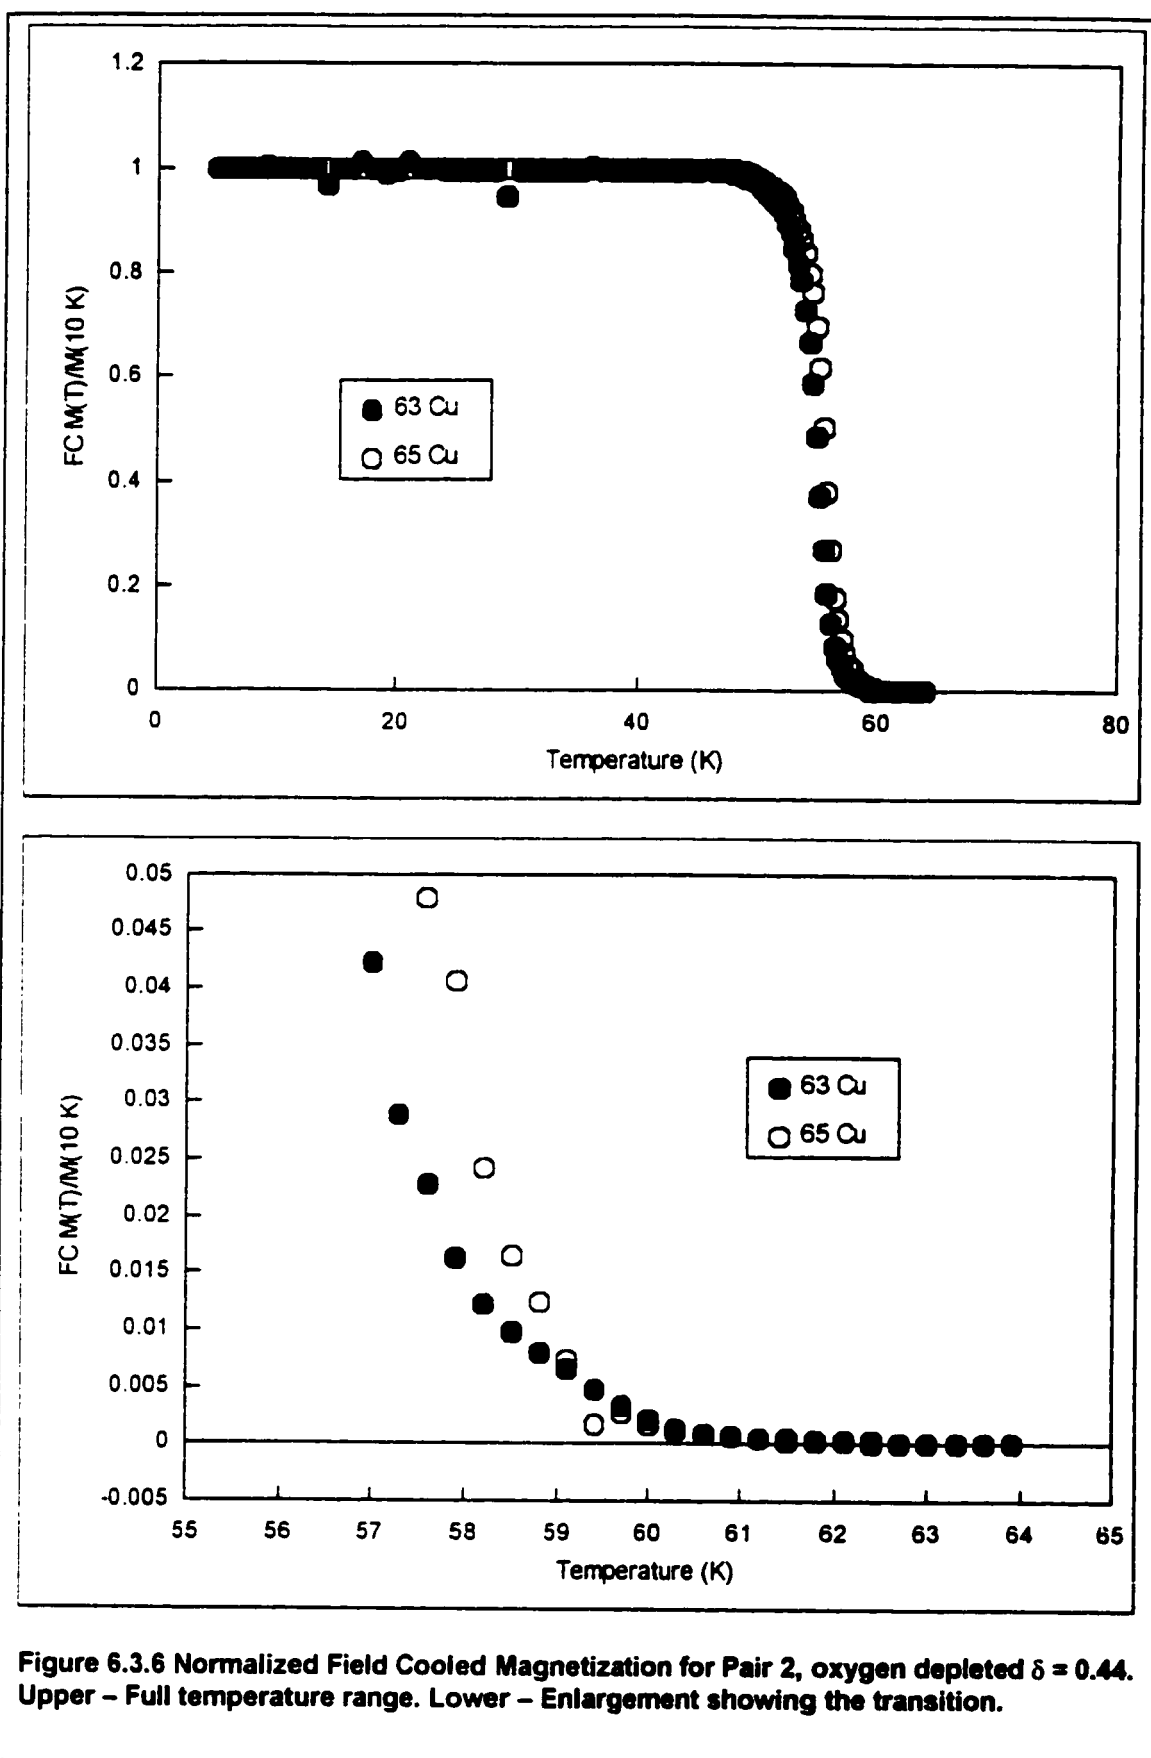 1.2
1
0.8
0.6
0.4
0.2
0
FC M(T)/M(10 K)
63 Cu
65 Cu
0 20 40 60 80
Temperature (K)
0.05
0.045
0.04
0.035
0.03
0.025
0.02
0.015
0.01
0.005
0
-0.005
FC M(T)/M(10 K)
63 Cu
65 Cu
55 56 57 58 59 60 61 62 63 64 65
Temperature (K)
Figure 6.3.6 Normalized Field Cooled Magnetization for Pair 2, oxygen depleted δ = 0.44.
Upper – Full temperature range. Lower – Enlargement showing the transition.